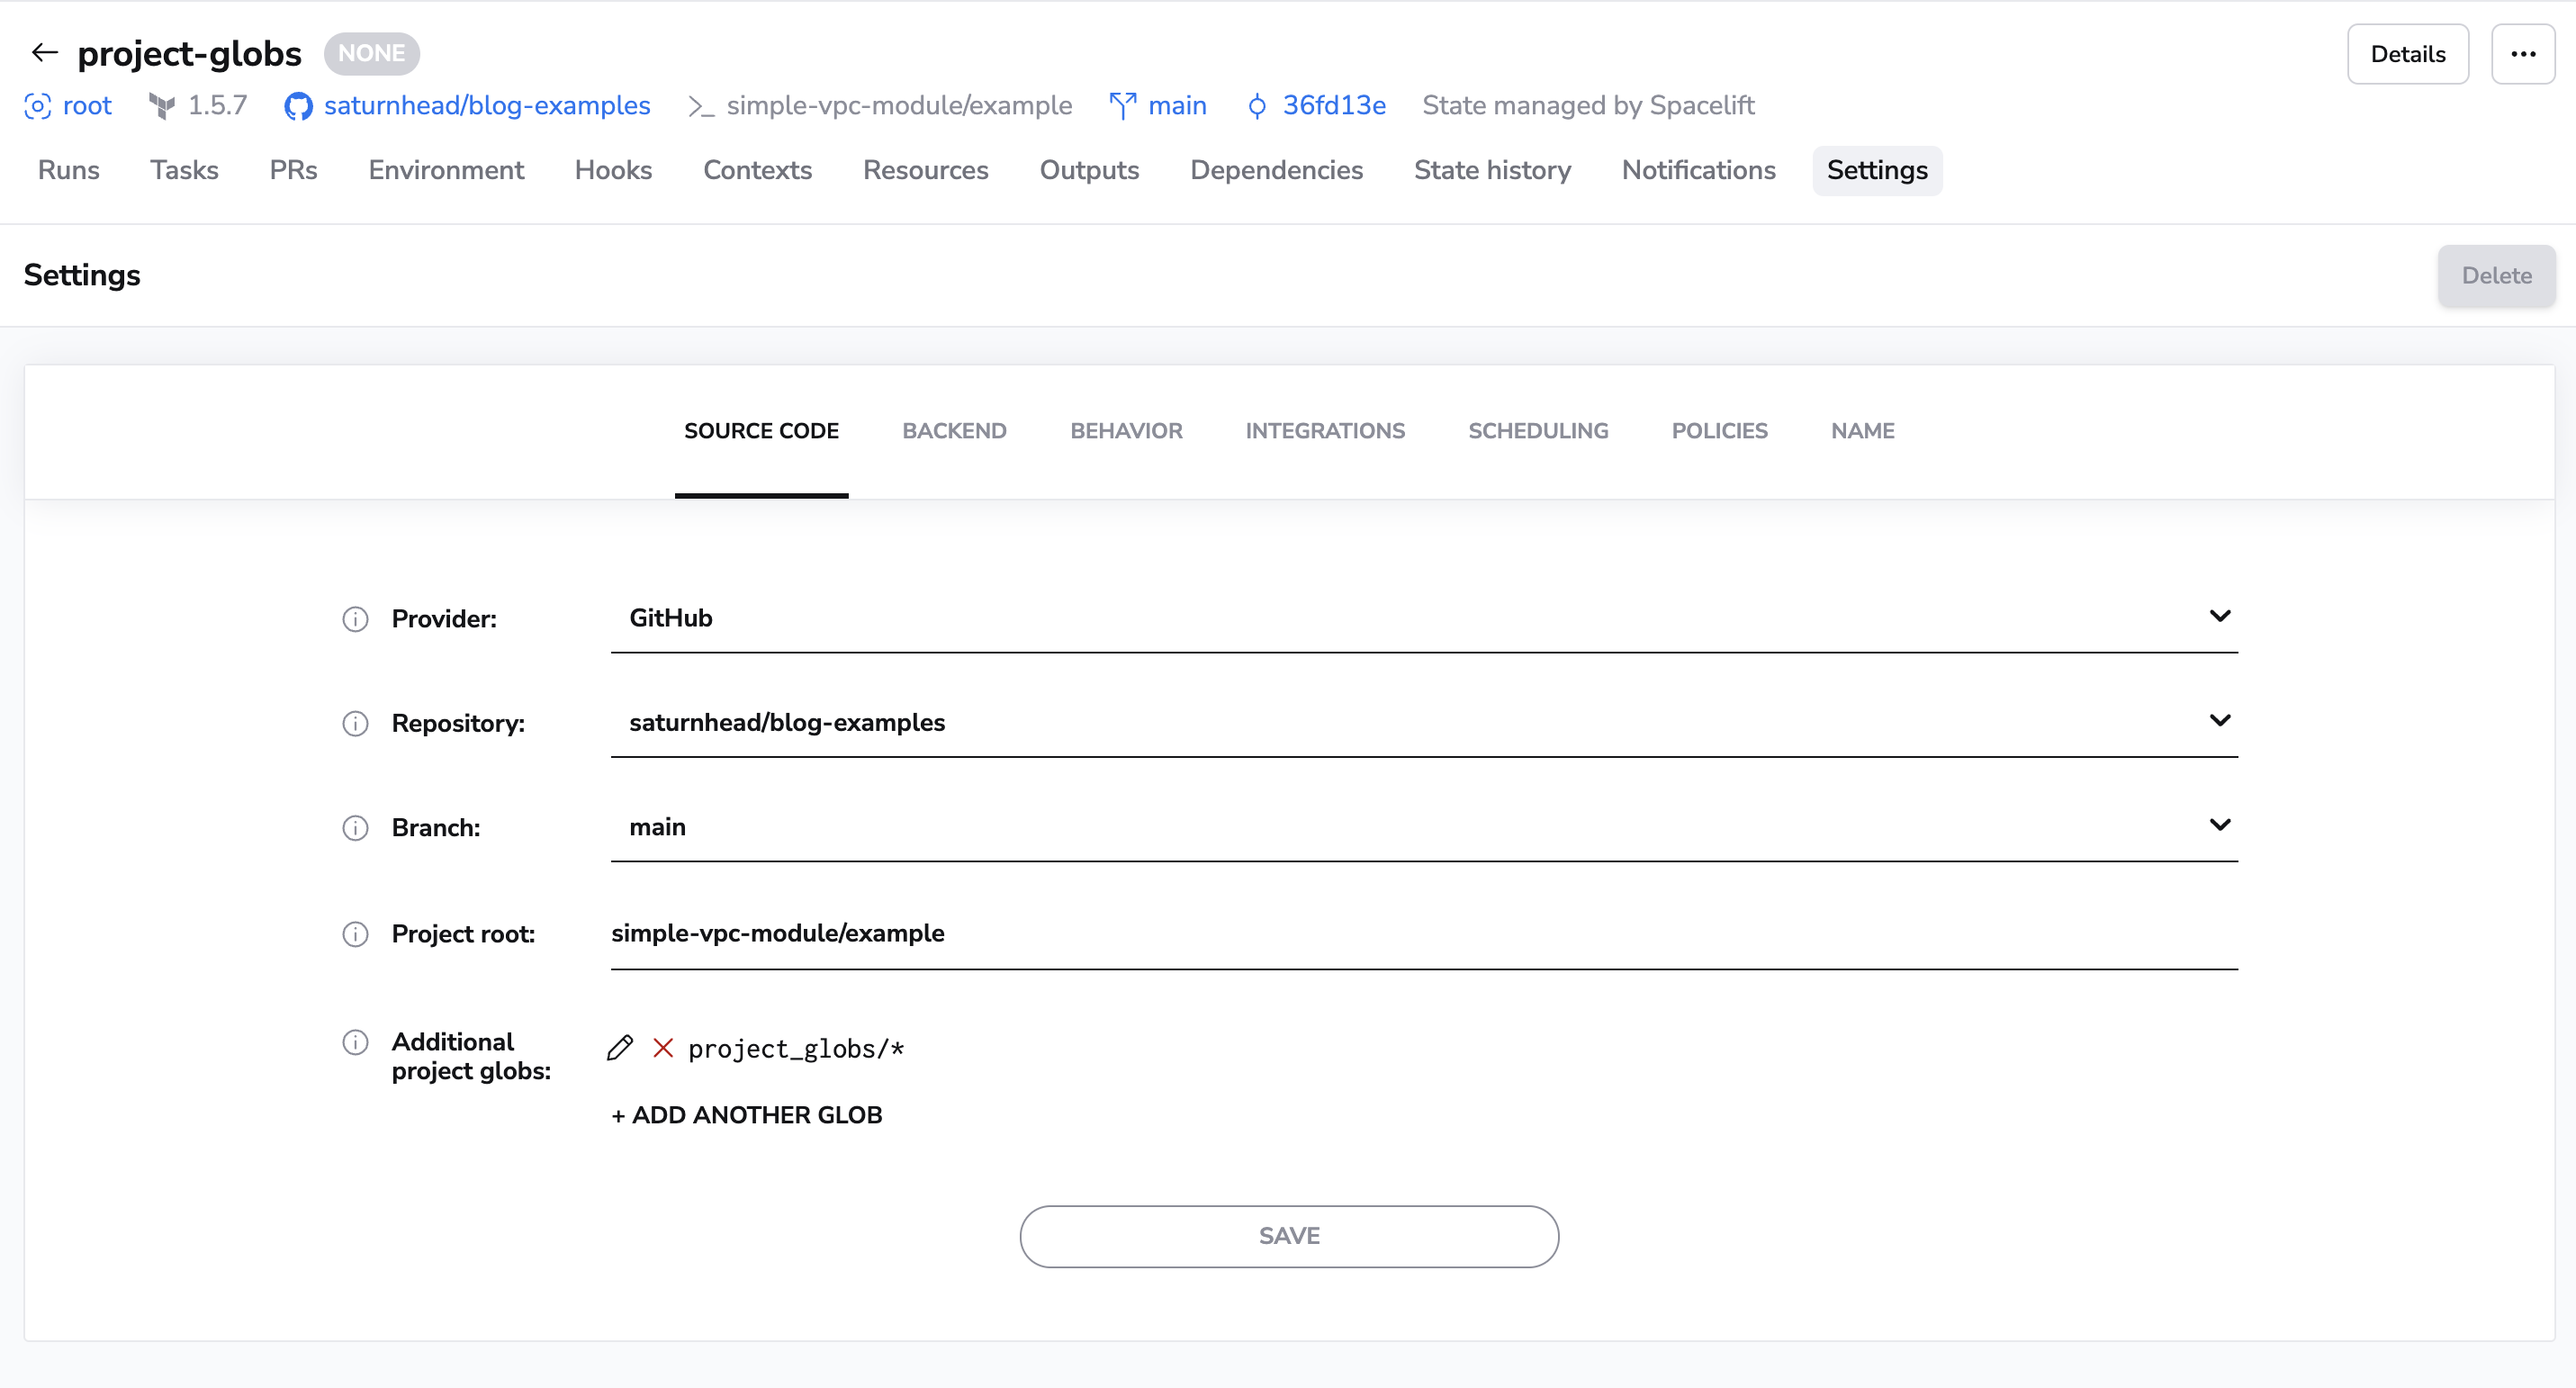 project-globs NONE Details
root 1.5.7 saturnhead/blog-examples >_ simple-vpc-module/example main 36fd13e State managed by Spacelift
Runs Tasks PRs Environment Hooks Contexts Resources Outputs Dependencies State history Notifications Settings
Settings Delete
SOURCE CODE BACKEND BEHAVIOR INTEGRATIONS SCHEDULING POLICIES NAME
Provider: GitHub
Repository: saturnhead/blog-examples
Branch: main
Project root: simple-vpc-module/example
Additional project_globs/*
project globs:
+ ADD ANOTHER GLOB
SAVE